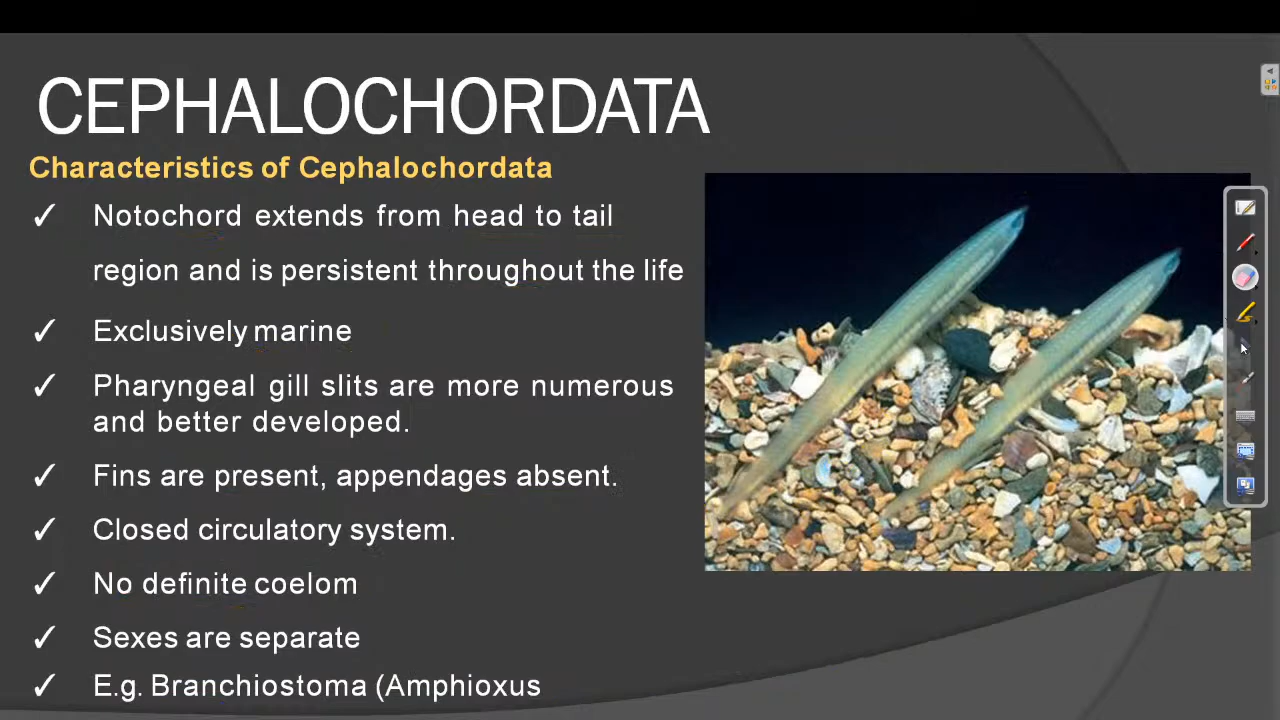 CEPHALOCHORDATA
Characteristics of Cephalochordata
✓ Notochord extends from head to tail
region and is persistent throughout the life
✓ Exclusively marine
✓ Pharyngeal gill slits are more numerous
and better developed.
✓ Fins are present, appendages absent.
✓ Closed circulatory system.
✓ No definite coelom
✓ Sexes are separate
✓ E.g. Branchiostoma (Amphioxus